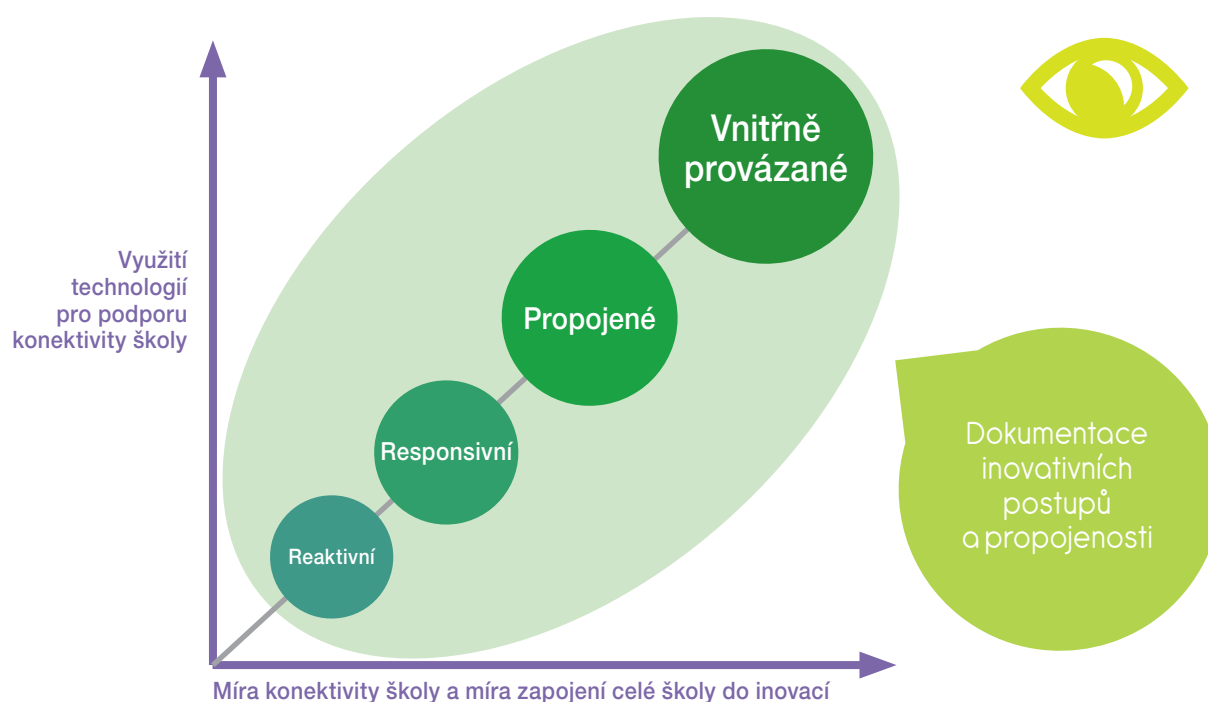 Vnitřně
provázané
Využití
technologií
pro podporu
konektivity školy
Propojené
Responsivní
Reaktivní
Dokumentace
inovativních
postupů
a propojenosti
Míra konektivity školy a míra zapojení celé školy do inovací